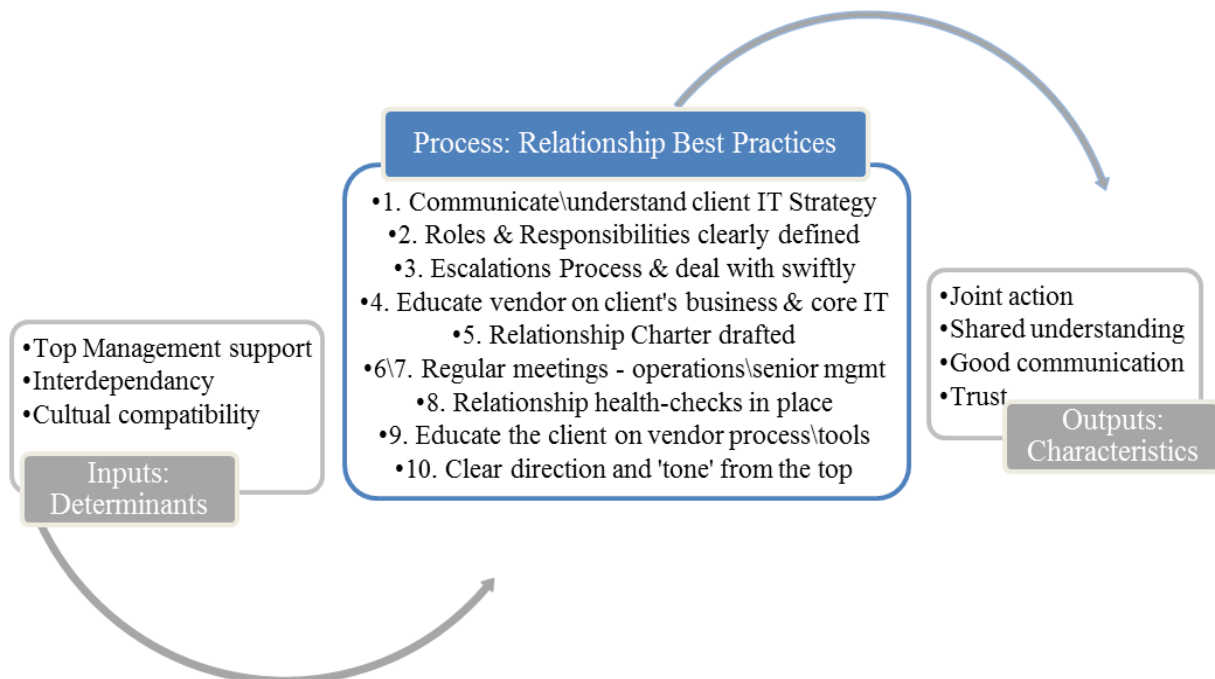 •Top Management support
•Interdependancy
•Cultual compatibility
Inputs:
Determinants
Process: Relationship Best Practices
•1. Communicate\understand client IT Strategy
•2. Roles & Responsibilities clearly defined
•3. Escalations Process & deal with swiftly
•4. Educate vendor on client's business & core IT
•5. Relationship Charter drafted
•6\7. Regular meetings - operations\senior mgmt
•8. Relationship health-checks in place
•9. Educate the client on vendor process\tools
•10. Clear direction and 'tone' from the top
•Joint action
•Shared understanding
•Good communication
•Trust
Outputs:
Characteristics